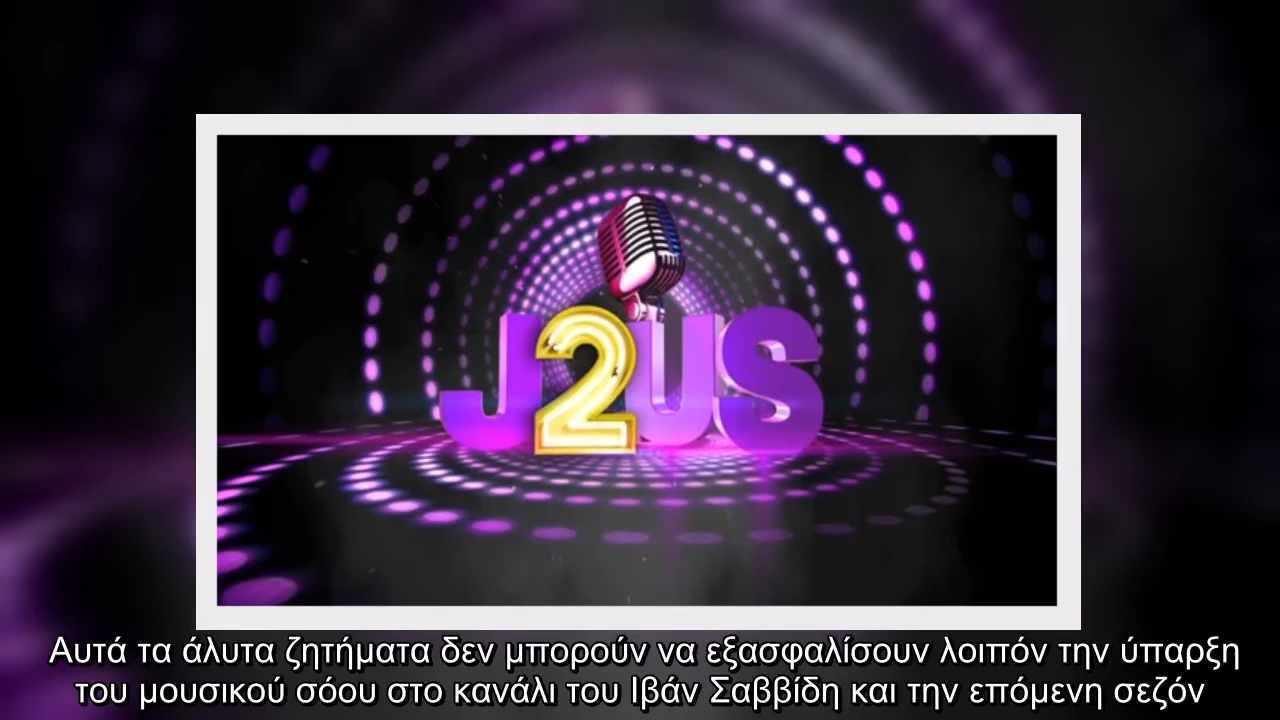 J2US
Αυτά τα άλυτα ζητήματα δεν μπορούν να εξασφαλίσουν λοιπόν την ύπαρξη
του μουσικού σόου στο κανάλι του Ιβάν Σαββίδη και την επόμενη σεζόν